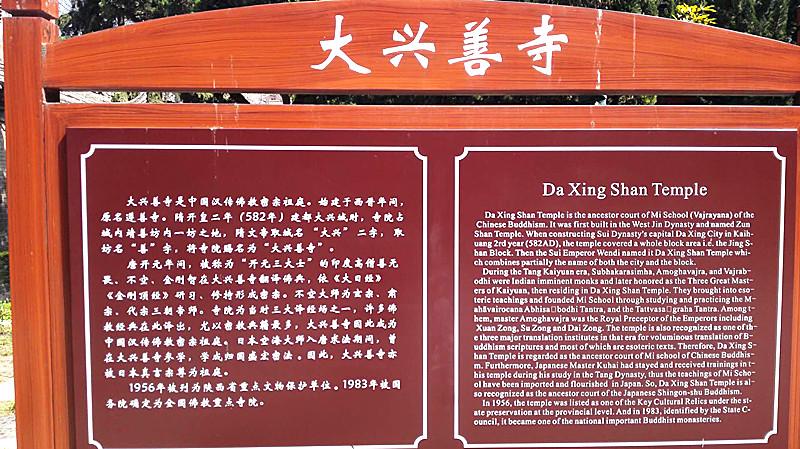 大兴善寺
大兴善寺是中国汉传佛教密宗祖庭。始建于西晋年间，
原名遵善寺。隋开皇二年（582年）建都大兴城时，寺院占
城内靖善坊内一坊之地，隋文帝取城名“大兴”二字，取
坊名“善”字，将寺院赐名为“大兴善寺”。
唐开元年间，被称为“开元三大士”的印度高僧善无
畏、不空、金刚智在大兴善寺翻译佛典，依《大日经》
《金刚顶经》研习、修持形成密宗。不空大师为玄宗、肃
宗、代宗三朝帝师。寺院为当时三大译经场之一，许多佛
教经典在此译出，尤以密教典籍最多，大兴善寺因此成为
中国汉传佛教密宗祖庭。日本空海大师入唐求法期间，曾
在大兴善寺参学，学成归国盛宏密法。因此，大兴善寺亦
被日本真言宗尊为祖庭。
1956年被列为陕西省重点文物保护单位。1983年被国
务院确定为全国佛教重点寺院。
Da Xing Shan Temple
Da Xing Shan Temple is the ancestor court of Mi School (Vajrayana) of the
Chinese Buddhism. It was first built in the West Jin Dynasty and named Zun
Shan Temple. When constructing Sui Dynasty's capital Da Xing City in Kaih-
uang 2rd year (582AD), the temple covered a whole block area i.e. the Jing S-
han Block. Then the Sui Emperor Wendi named it Da Xing Shan Temple whi-
ch combines partially the name of both the city and the block.
During the Tang Kaiyuan era, Subhakarasimha, Amoghavajra, and Vajrab-
odhi were Indian imminent monks and later honored as the Three Great Mast-
ers of Kaiyuan, then residing in Da Xing Shan Temple. They brought into eso-
teric teachings and founded Mi School through studying and practicing the M-
ahāvairocana Abhisa□bodhi Tantra, and the Tattvasa□graha Tantra. Among t-
hem, master Amoghavajra was the Royal Preceptor of the Emperors including
Xuan Zong, Su Zong and Dai Zong. The temple is also recognized as one of th-
e three major translation institutes in that era for voluminous translation of B-
uddhism scriptures and most of which are esoteric texts. Therefore, Da Xing S-
han Temple is regarded as the ancestor court of Mi school of Chinese Buddhis-
m. Furthermore, Japanese Master Kuhai had stayed and received trainings in t-
his temple during his study in the Tang Dynasty, thus the teachings of Mi Scho-
ol have been imported and flourished in Japan. So, Da Xing Shan Temple is al-
so recognized as the ancestor court of the Japanese Shingon-shu Buddhism.
In 1956, the temple was listed as one of the Key Cultural Relics under the st-
ate preservation at the provincial level. And in 1983, identified by the State C-
ouncil, it became one of the national important Buddhist monasteries.